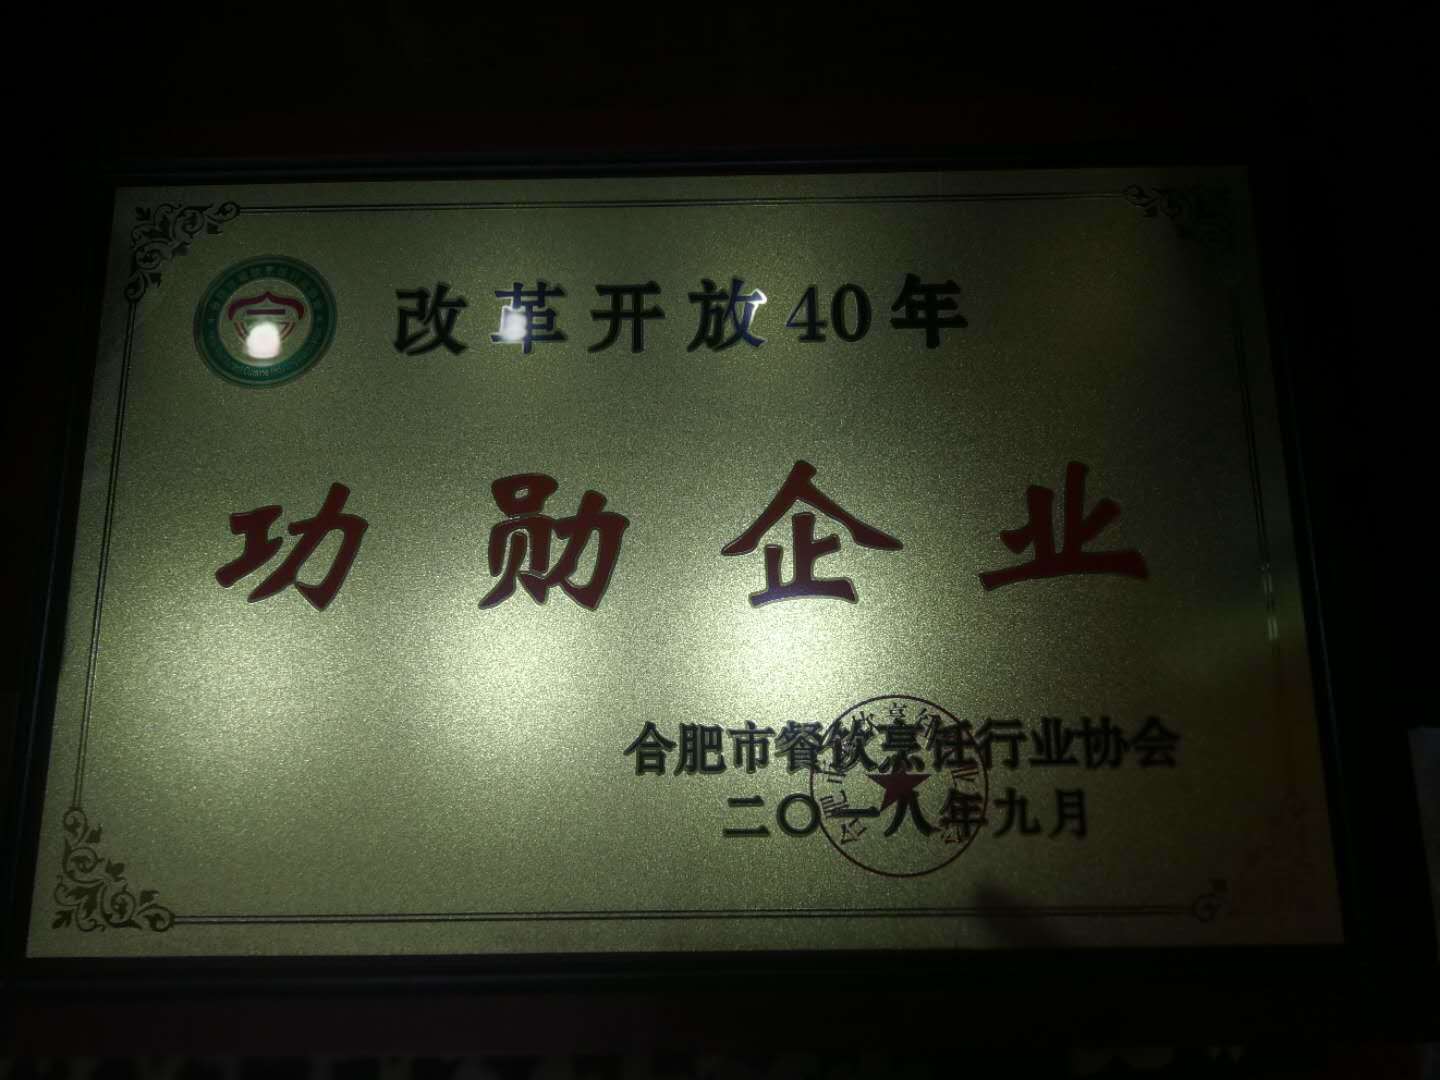 改革开放40年
功勋企业
合肥市餐饮烹饪行业协会
二〇一八年九月